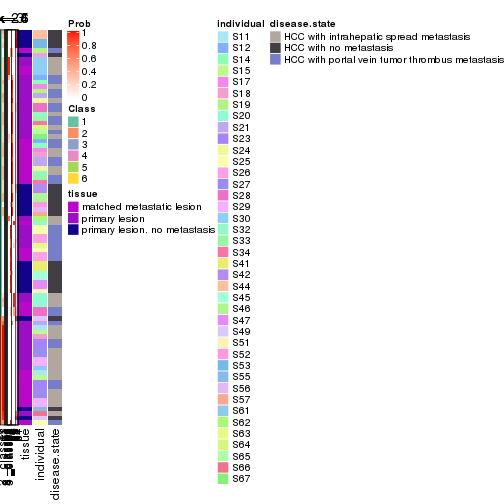 Prob
1
0.8
0.6
0.4
0.2
0
Class
1
2
3
4
5
6
tissue
matched metastatic lesion
primary lesion
primary lesion. no metastasis
individual
S11
S12
S14
S15
S17
S18
S19
S20
S21
S23
S24
S25
S26
S27
S28
S29
S30
S32
S33
S34
S41
S42
S44
S45
S46
S47
S49
S51
S52
S53
S55
S56
S57
S61
S62
S63
S64
S65
S66
S67
disease.state
HCC with intrahepatic spread metastasis
HCC with no metastasis
HCC with portal vein tumor thrombus metastasis
tissue
individual
disease.state